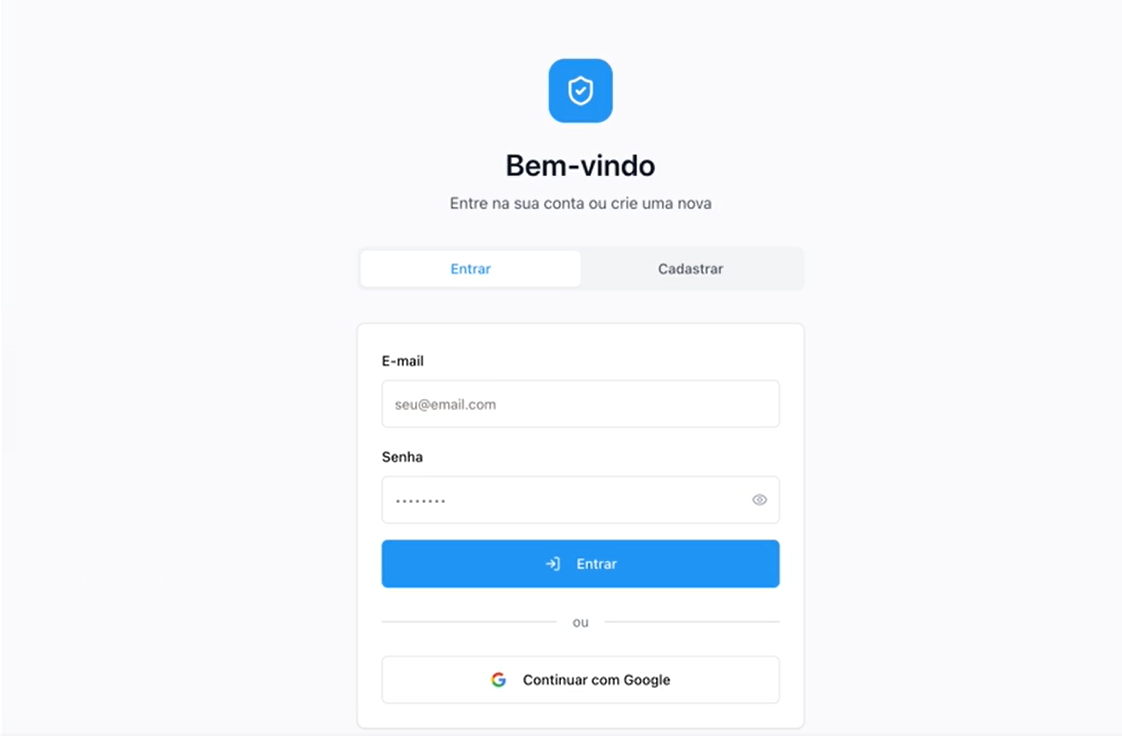 Bem-vindo
Entre na sua conta ou crie uma nova
Entrar
Cadastrar
E-mail
seu@email.com
Senha
••••••••
Entrar
ou
Continuar com Google